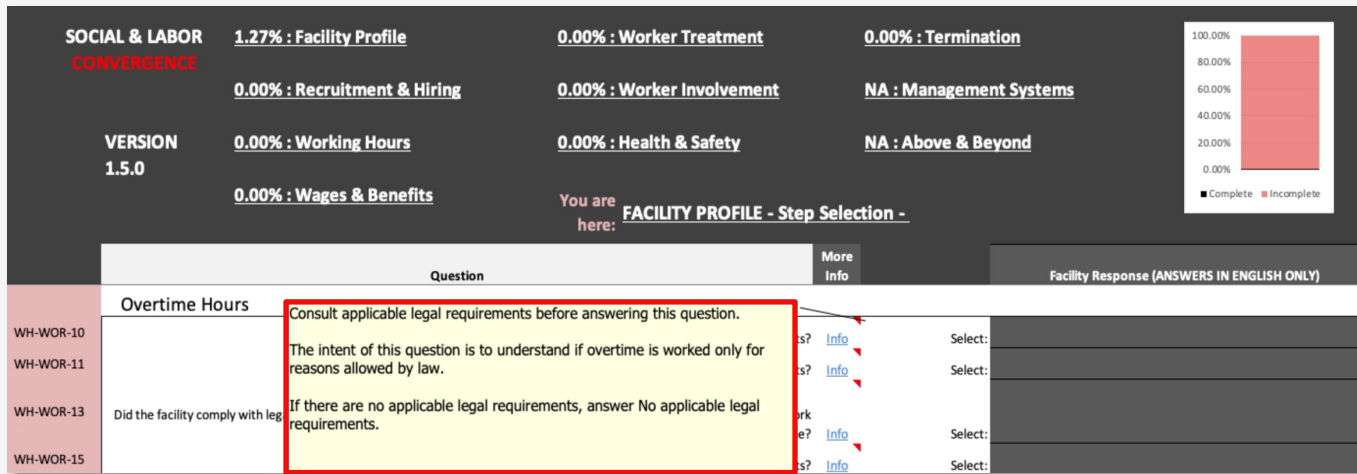 SOCIAL & LABOR
CONVERGENCE
VERSION
1.5.0
1.27% : Facility Profile
0.00% : Worker Treatment
0.00% : Termination
0.00% : Recruitment & Hiring
0.00% : Worker Involvement
NA : Management Systems
0.00% : Working Hours
0.00% : Health & Safety
NA : Above & Beyond
0.00% : Wages & Benefits
You are
here:
FACILITY PROFILE - Step Selection -
100.00%
80.00%
60.00%
40.00%
20.00%
0.00%
Complete Incomplete
Question
More
Info
Facility Response (ANSWERS IN ENGLISH ONLY)
Overtime Hours
Consult applicable legal requirements before answering this question.
The intent of this question is to understand if overtime is worked only for
reasons allowed by law.
If there are no applicable legal requirements, answer No applicable legal
requirements.
WH-WOR-10
Info Select:
WH-WOR-11
Info Select:
WH-WOR-13
Did the facility comply with
Info Select:
WH-WOR-15
Info Select: